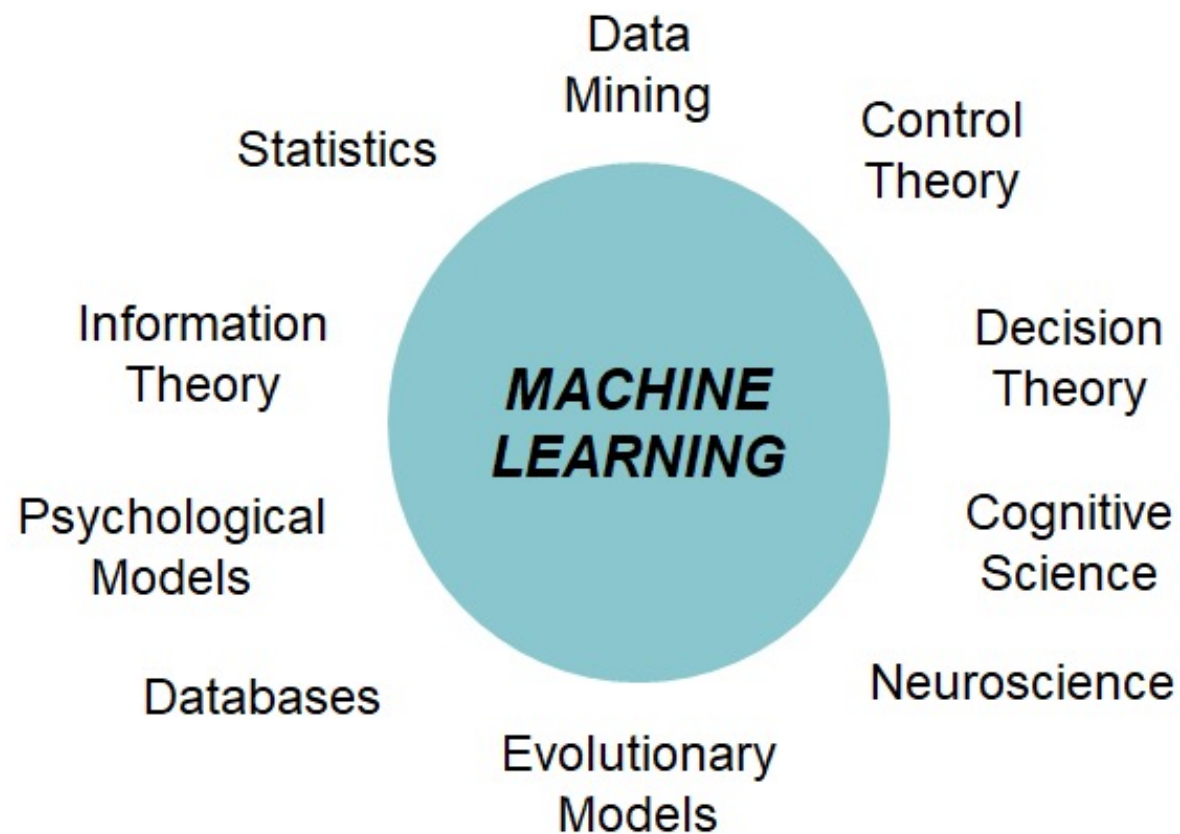 Data
Mining
Control
Theory
Statistics
Information
Theory
Decision
Theory
MACHINE
LEARNING
Psychological
Models
Cognitive
Science
Databases
Neuroscience
Evolutionary
Models